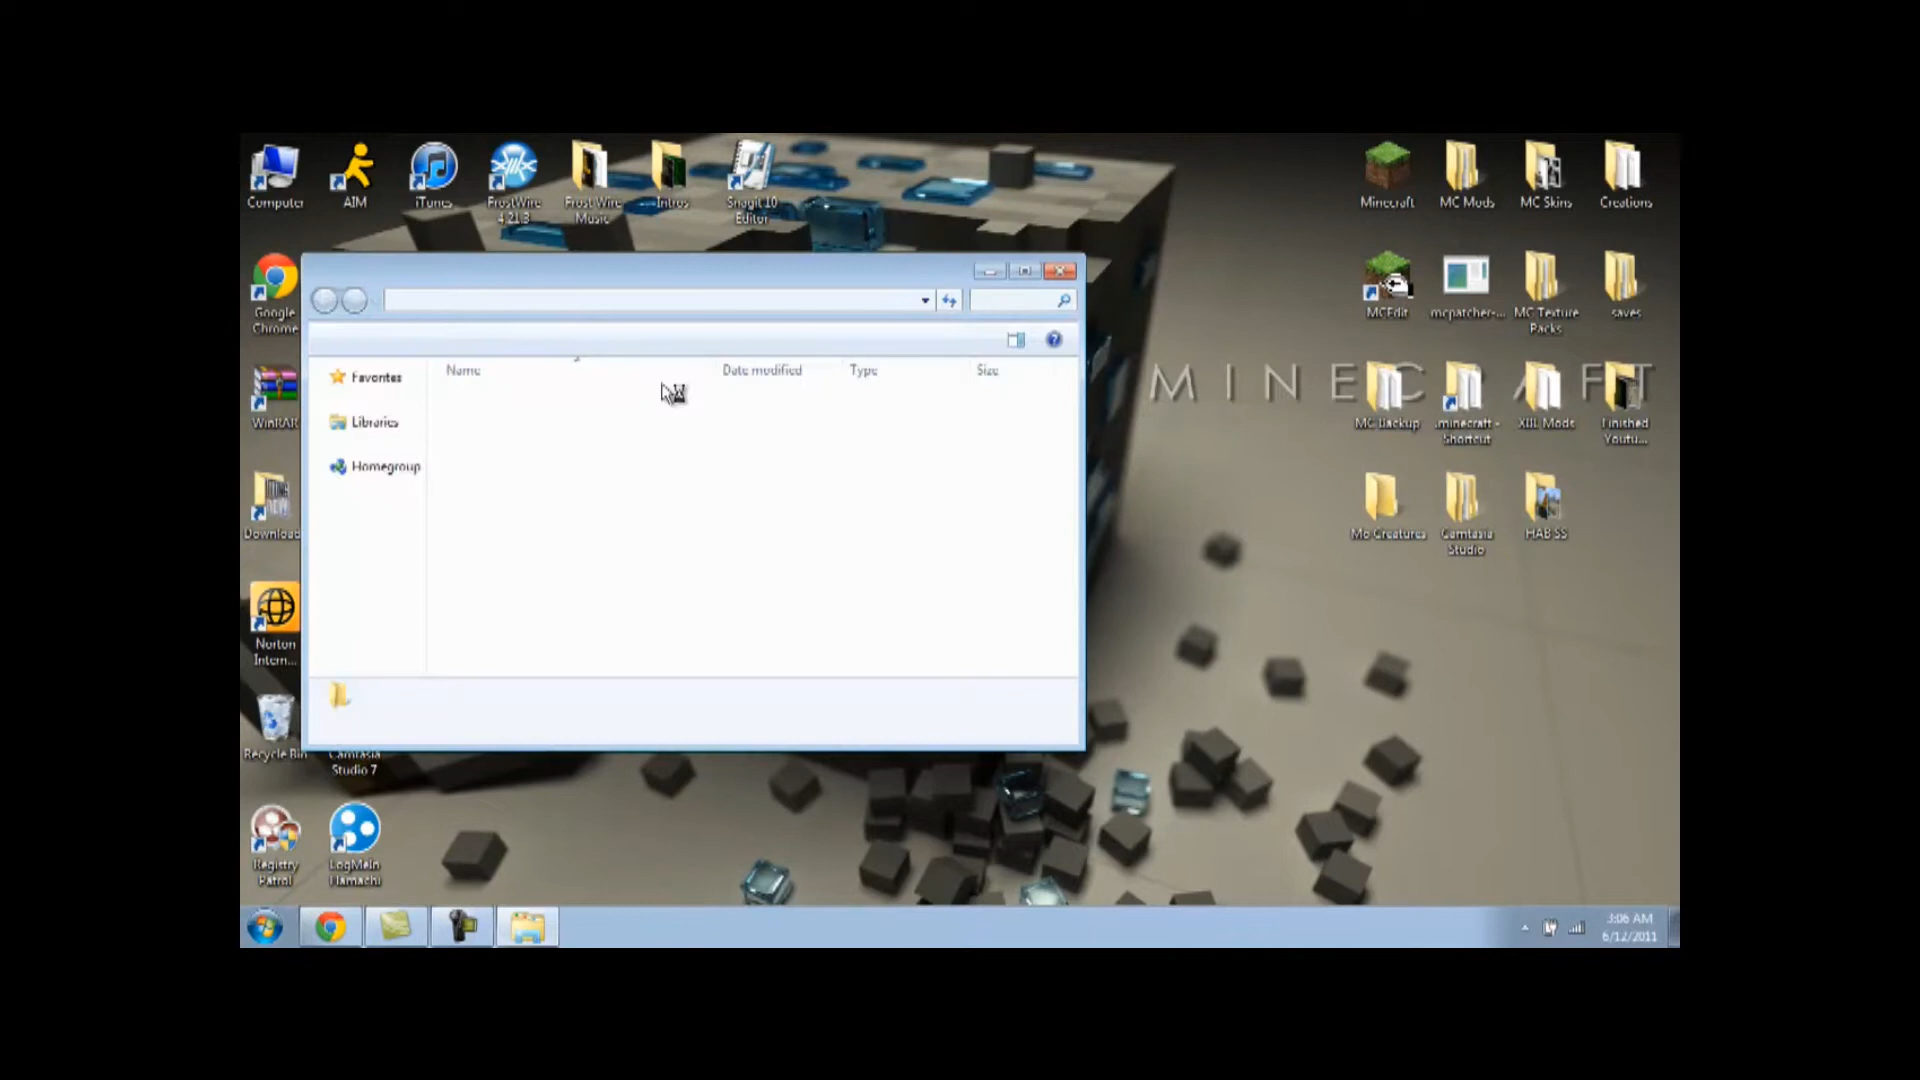 Computer
AIM
iTunes
FrostWire
4.21.3
Frost Wire
Music
Intros
Snagit 10
Editor
Minecraft
MC Mods
MC Skins
Creations
Google
Chrome
MCEdit
mcpatcher-...
MC Texture
Packs
saves
Name
Date modified
Type
Size
Favorites
Libraries
Homegroup
MINECRAFT
WinRAR
MC Backup
.minecraft -
Shortcut
XBL Mods
Finished
Youtu...
Download
Mo Creatures
Camtasia
Studio
HAB SS
Norton
Intern...
Recycle Bin
Camtasia
Studio 7
Registry
Patrol
LogMeIn
Hamachi
3:06 AM
6/12/2011